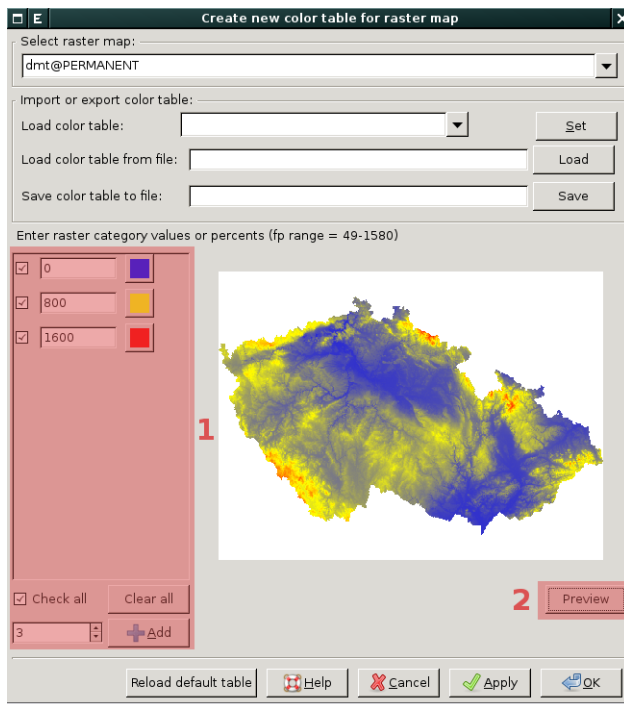 E Create new color table for raster map
Select raster map:
dmt@PERMANENT
Import or export color table:
Load color table: Set
Load color table from file: Load
Save color table to file: Save
Enter raster category values or percents (fp range = 49-1580)
0
800
1600
1
Check all Clear all
2 Preview
3 Add
Reload default table Help Cancel Apply OK